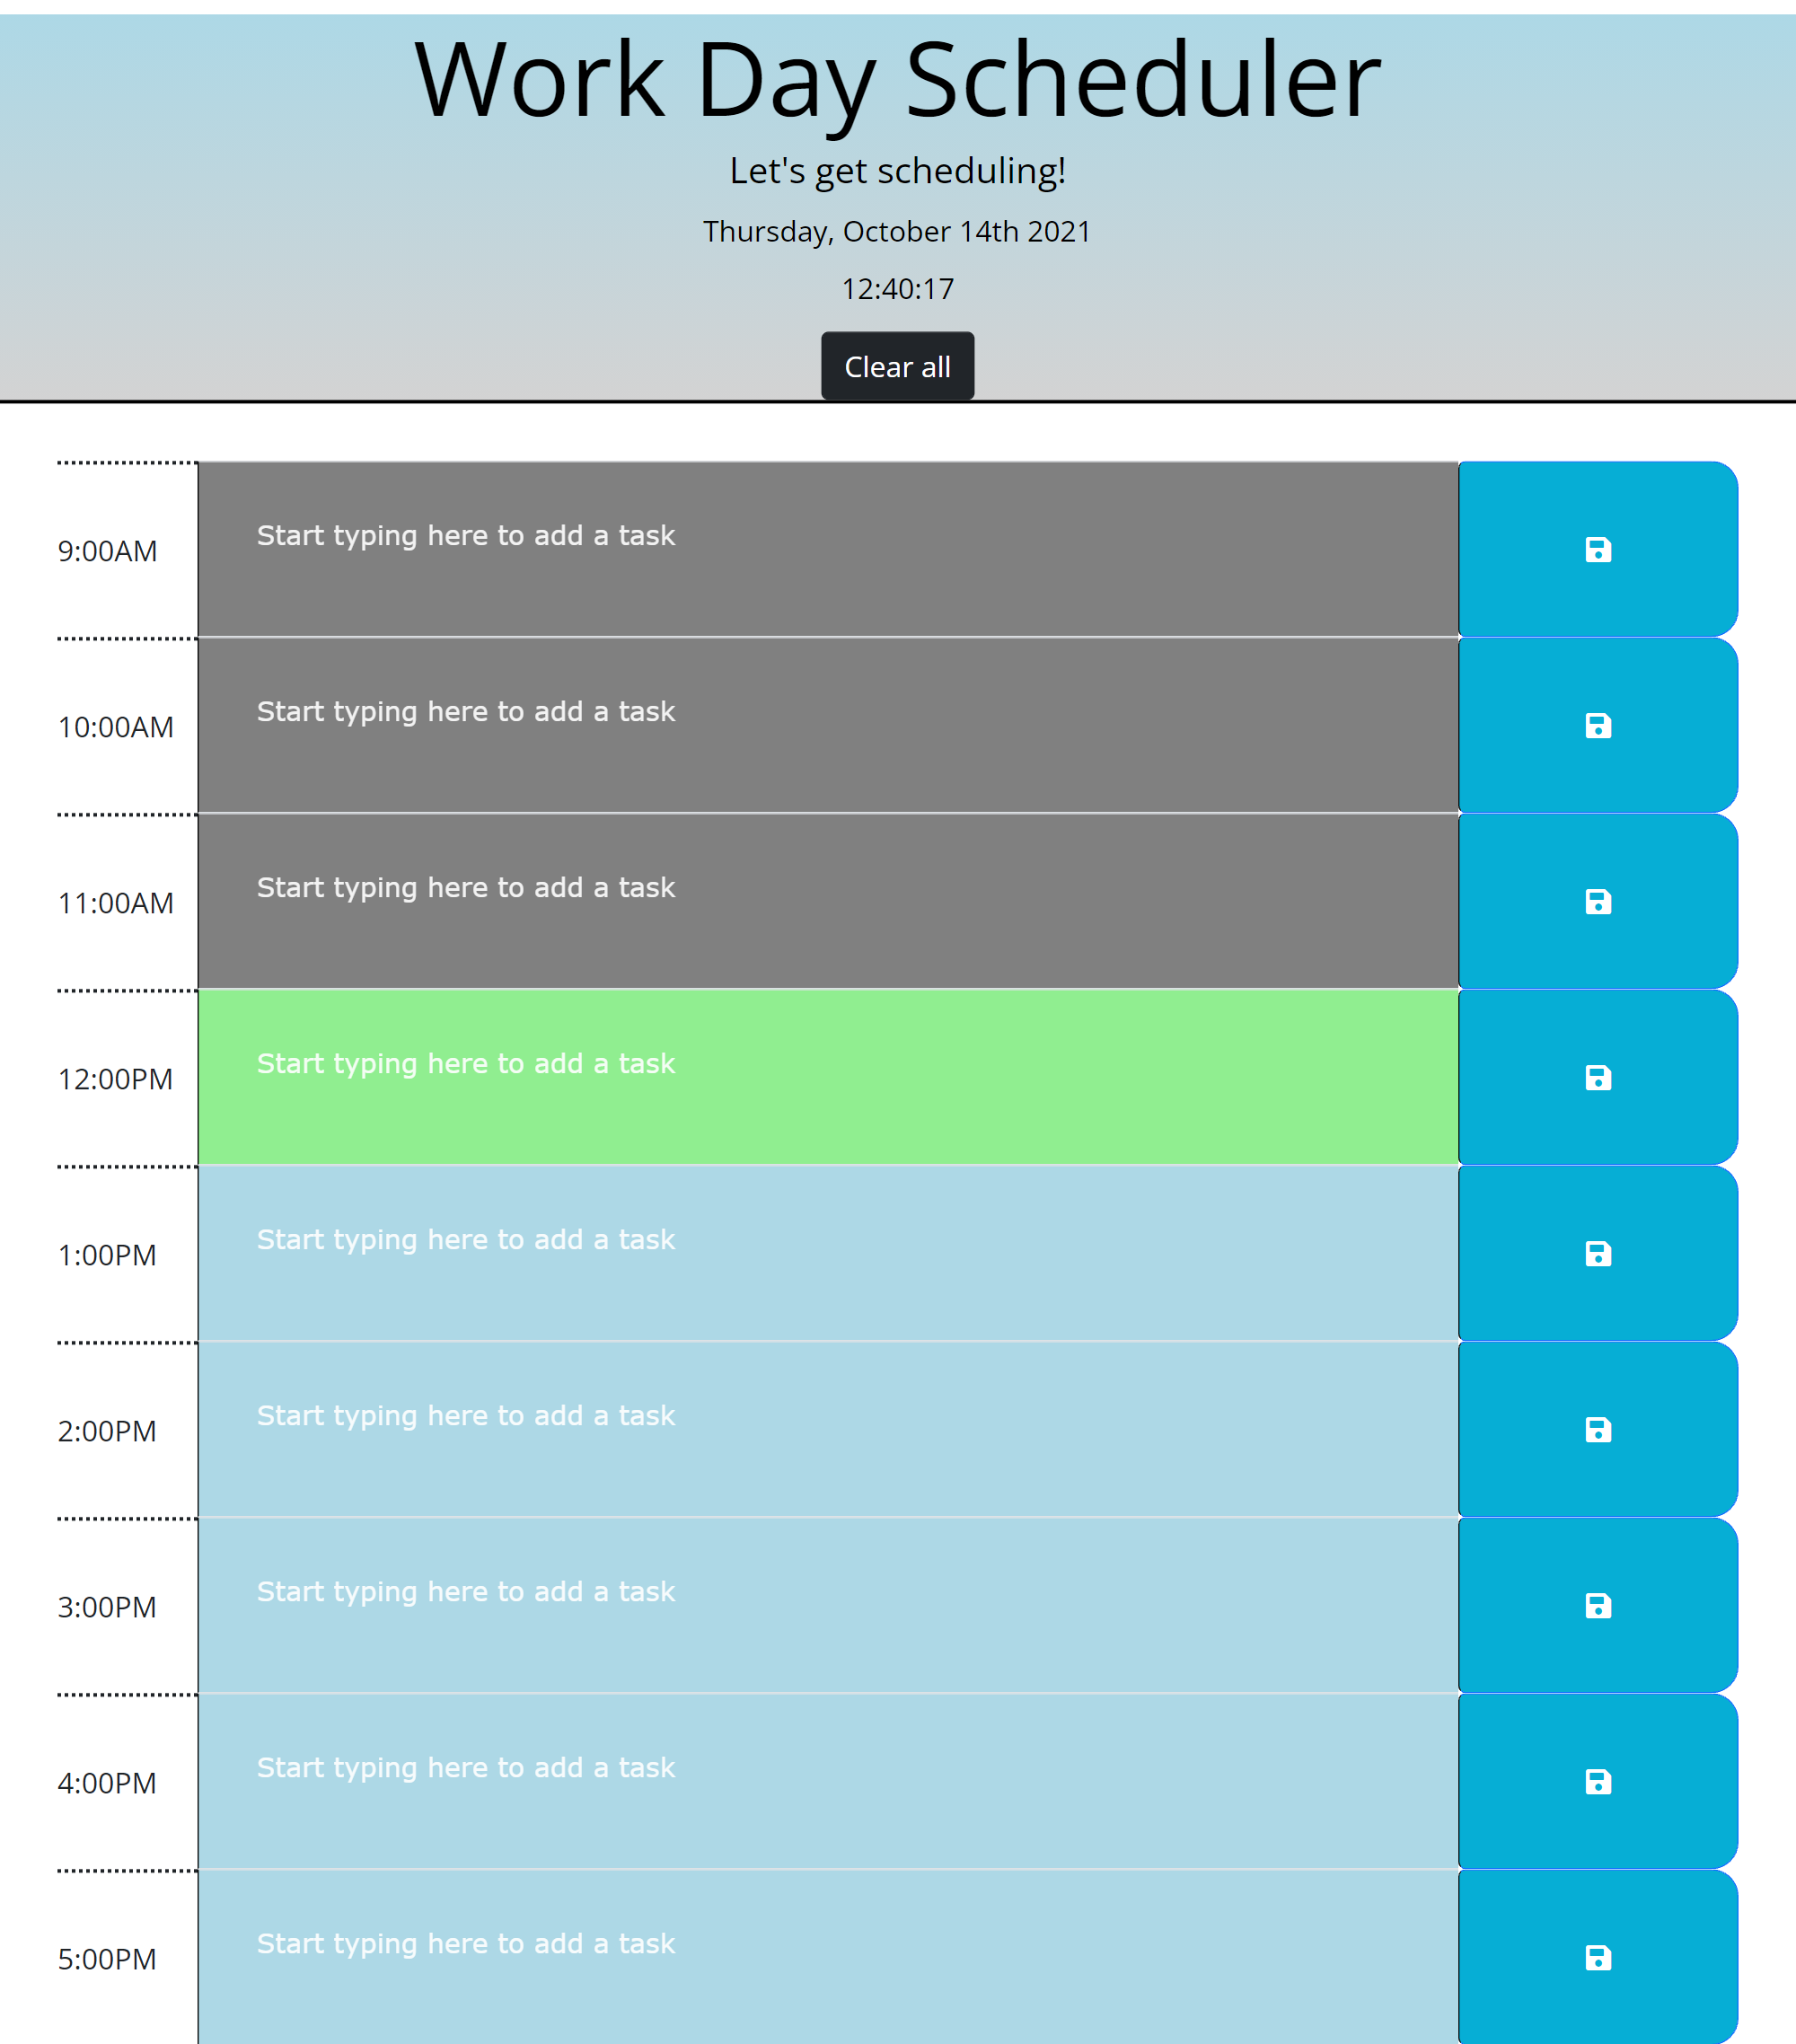 Work Day Scheduler
Let's get scheduling!
Thursday, October 14th 2021
12:40:17
Clear all
9:00AM Start typing here to add a task
10:00AM Start typing here to add a task
11:00AM Start typing here to add a task
12:00PM Start typing here to add a task
1:00PM Start typing here to add a task
2:00PM Start typing here to add a task
3:00PM Start typing here to add a task
4:00PM Start typing here to add a task
5:00PM Start typing here to add a task